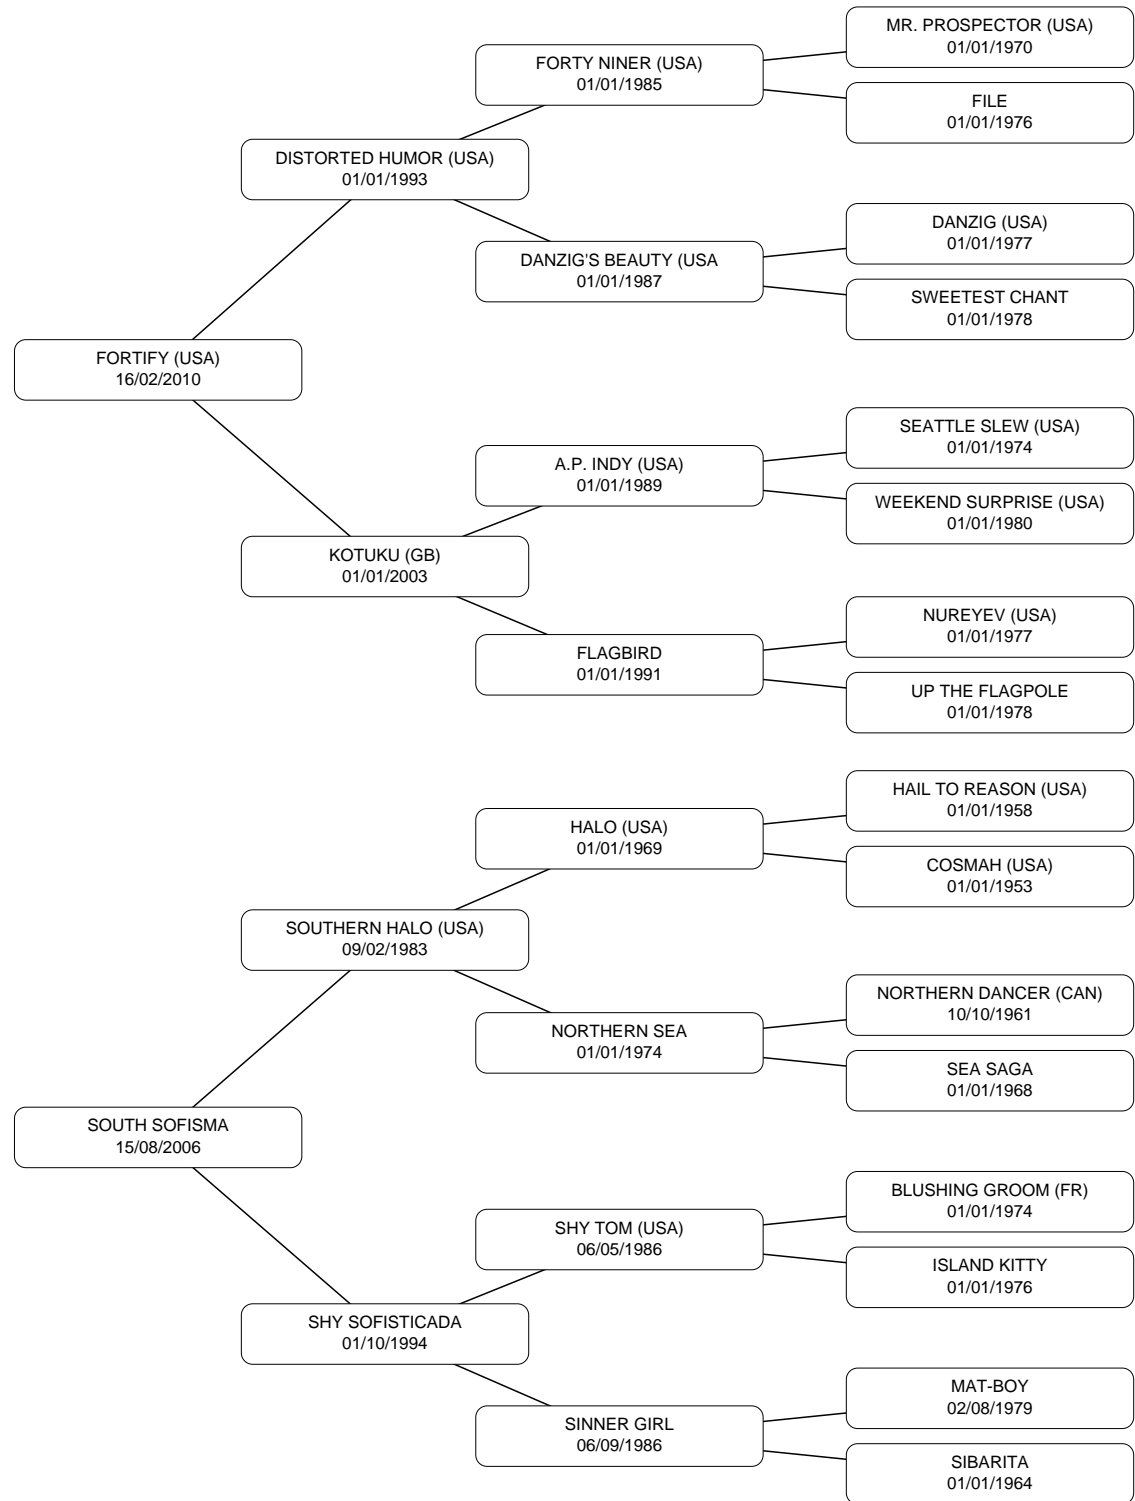 MR. PROSPECTOR (USA)
01/01/1970
FORTY NINER (USA)
01/01/1985
FILE
01/01/1976
DISTORTED HUMOR (USA)
01/01/1993
DANZIG (USA)
01/01/1977
DANZIG'S BEAUTY (USA
01/01/1987
SWEETEST CHANT
01/01/1978
FORTIFY (USA)
16/02/2010
SEATTLE SLEW (USA)
01/01/1974
A.P. INDY (USA)
01/01/1989
WEEKEND SURPRISE (USA)
01/01/1980
KOTUKU (GB)
01/01/2003
NUREYEV (USA)
01/01/1977
FLAGBIRD
01/01/1991
UP THE FLAGPOLE
01/01/1978
HAIL TO REASON (USA)
01/01/1958
HALO (USA)
01/01/1969
COSMAH (USA)
01/01/1953
SOUTHERN HALO (USA)
09/02/1983
NORTHERN DANCER (CAN)
10/10/1961
NORTHERN SEA
01/01/1974
SEA SAGA
01/01/1968
SOUTH SOFISMA
15/08/2006
BLUSHING GROOM (FR)
01/01/1974
SHY TOM (USA)
06/05/1986
ISLAND KITTY
01/01/1976
SHY SOFISTICADA
01/10/1994
MAT-BOY
02/08/1979
SINNER GIRL
06/09/1986
SIBARITA
01/01/1964